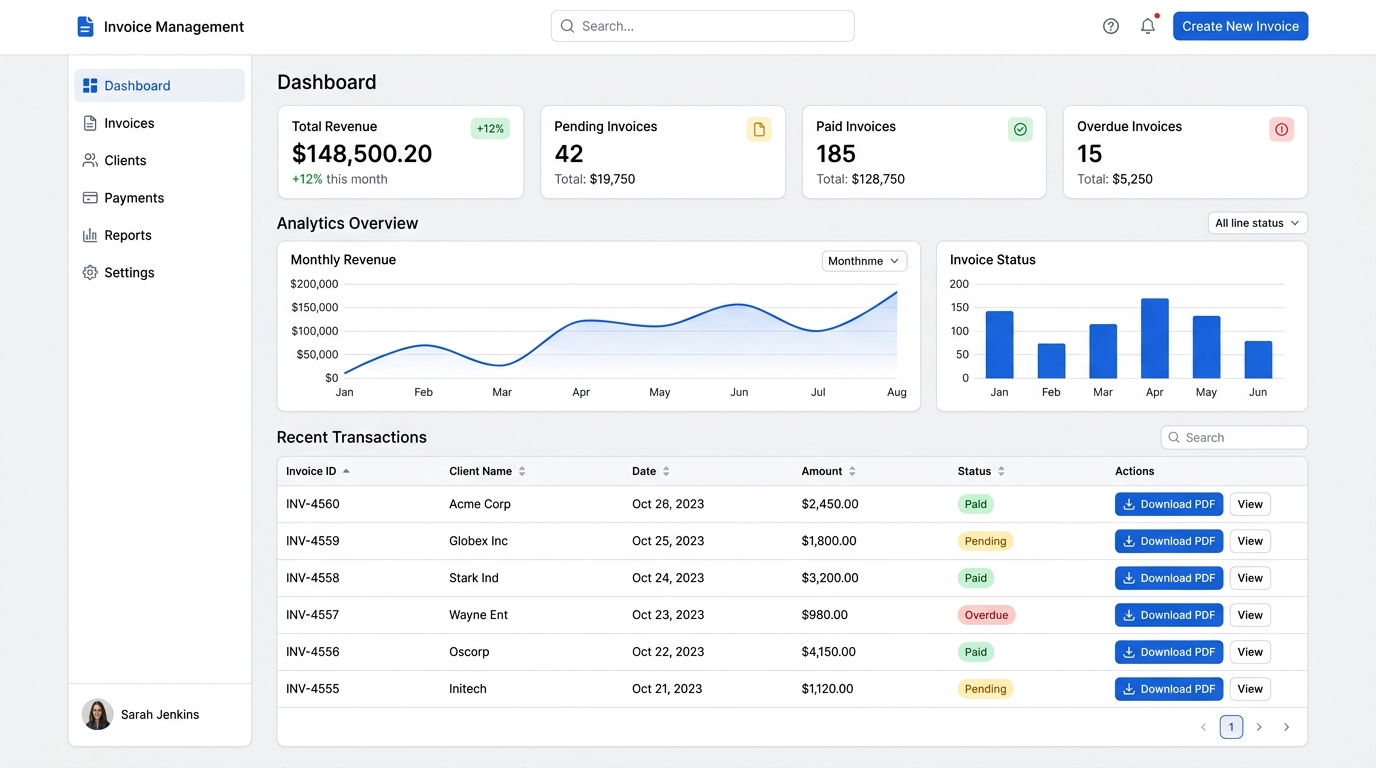 Invoice Management
Search...
Create New Invoice
Dashboard
Invoices
Clients
Payments
Reports
Settings
Sarah Jenkins
Dashboard
Total Revenue
+12%
$148,500.20
+12% this month
Pending Invoices
42
Total: $19,750
Paid Invoices
185
Total: $128,750
Overdue Invoices
15
Total: $5,250
Analytics Overview
All line status
Monthly Revenue
Monthnme
$200,000
$150,000
$100,000
$50,000
$0
Jan Feb Mar Apr May Jun Jul Aug
Invoice Status
200
150
100
50
0
Jan Feb Mar Apr May Jun
Recent Transactions
Search
Invoice ID Client Name Date Amount Status Actions
INV-4560 Acme Corp Oct 26, 2023 $2,450.00 Paid Download PDF View
INV-4559 Globex Inc Oct 25, 2023 $1,800.00 Pending Download PDF View
INV-4558 Stark Ind Oct 24, 2023 $3,200.00 Paid Download PDF View
INV-4557 Wayne Ent Oct 23, 2023 $980.00 Overdue Download PDF View
INV-4556 Oscorp Oct 22, 2023 $4,150.00 Paid Download PDF View
INV-4555 Initech Oct 21, 2023 $1,120.00 Pending Download PDF View
1